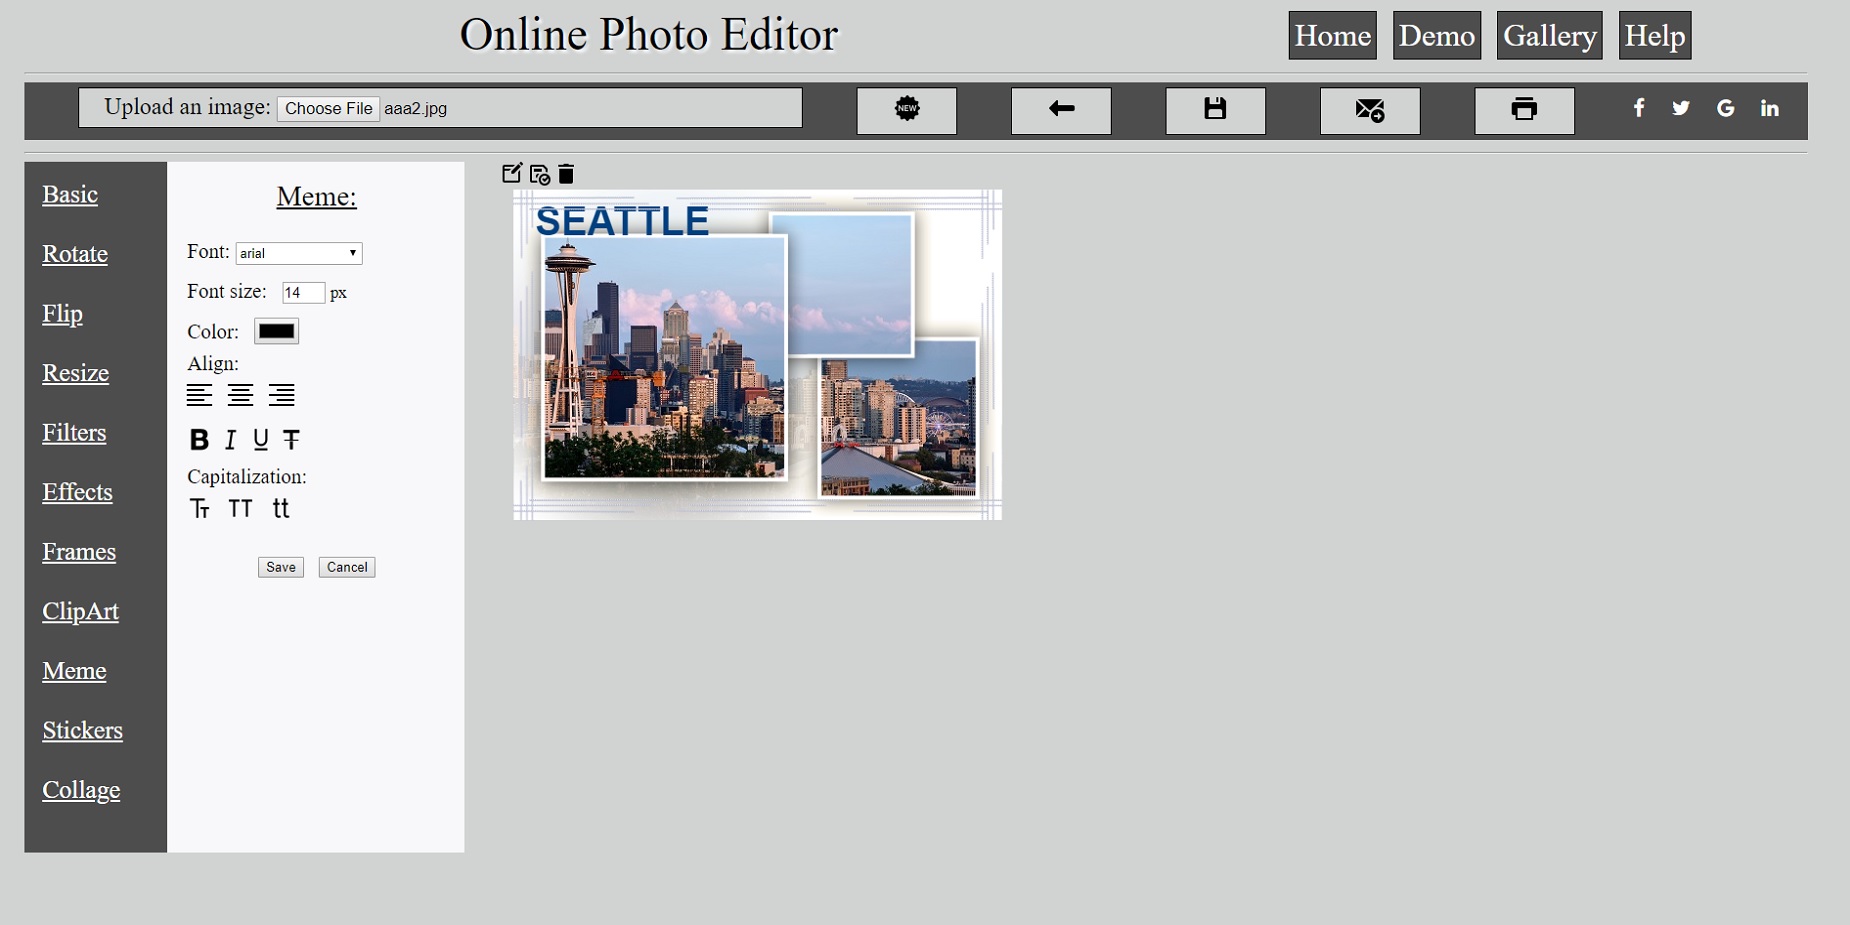 Online Photo Editor
Home Demo Gallery Help
Upload an image: Choose File aaa2.jpg
NEW
Basic
Rotate
Flip
Resize
Filters
Effects
Frames
ClipArt
Meme
Stickers
Collage
Meme:
Font: arial
Font size: 14 px
Color:
Align:
B I U T
Capitalization:
TT TT tt
Save Cancel
SEATTLE